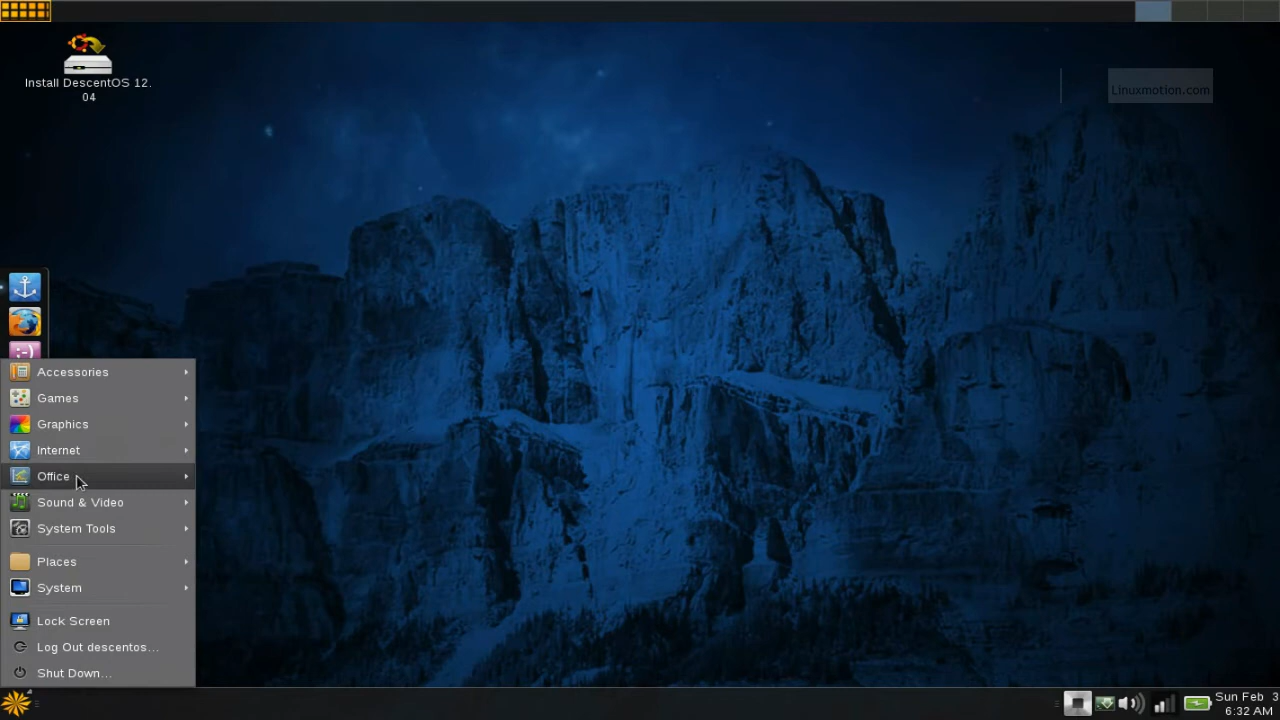 Install DescentOS 12.
04
Linuxmotion.com
:-)
Accessories
Games
Graphics
Internet
Office
Sound & Video
System Tools
Places
System
Lock Screen
Log Out descentos...
Shut Down...
Sun Feb 3
6:32 AM